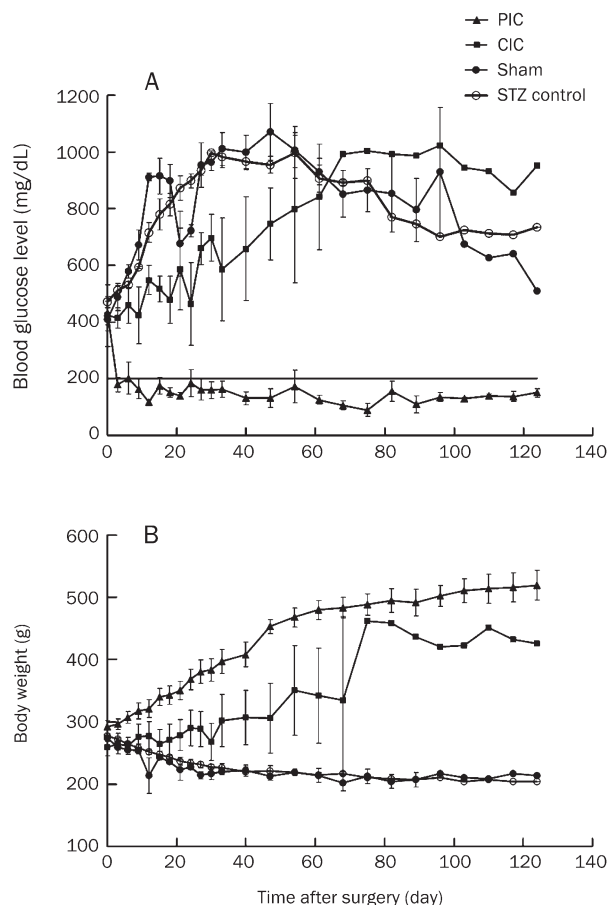 PIC
CIC
Sham
STZ control
A
1200
1000
800
600
400
200
0
Blood glucose level (mg/dL)
0 20 40 60 80 100 120 140
B
600
500
400
300
200
100
Body weight (g)
0 20 40 60 80 100 120 140
Time after surgery (day)